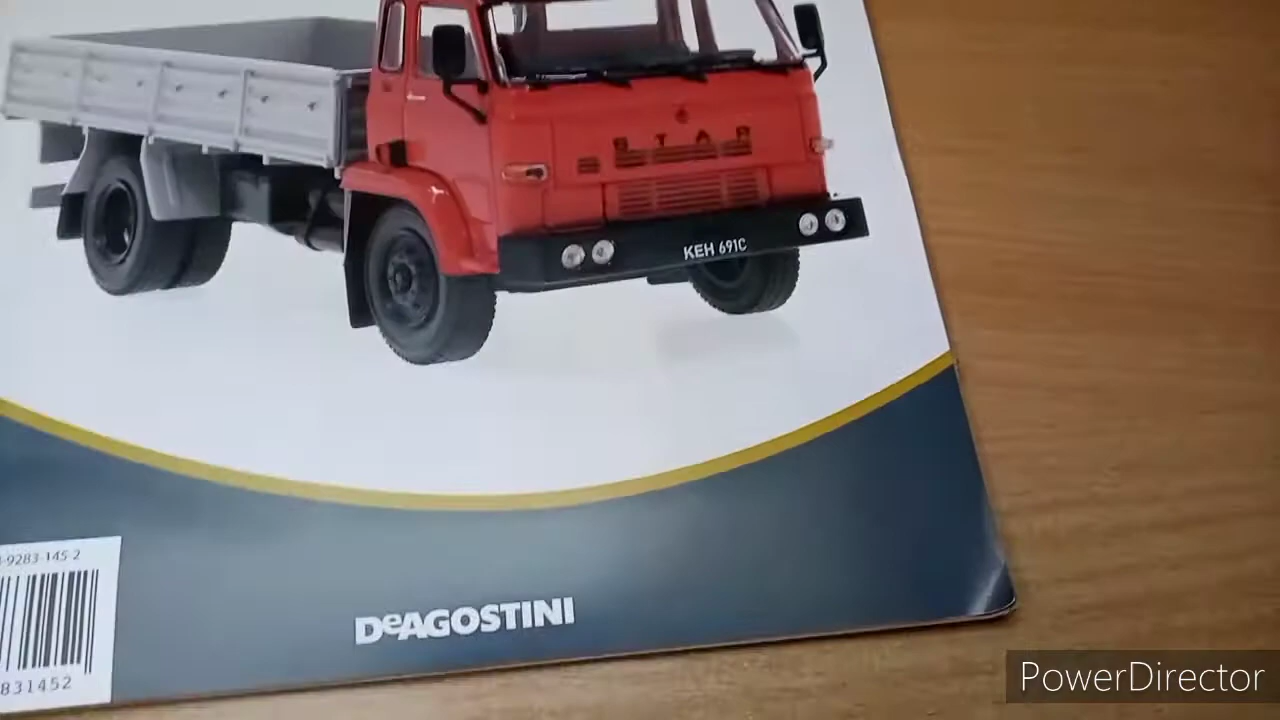 STAR
KEH 691C
9283-145-2
831452
DeAGOSTINI
PowerDirector